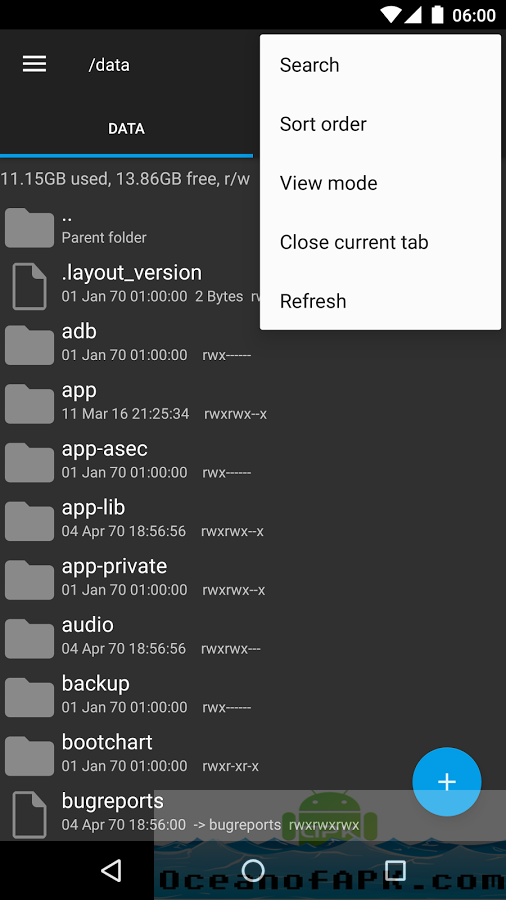 06:00
/data
DATA
11.15GB used, 13.86GB free, r/w
Search
Sort order
View mode
Close current tab
Refresh
..
Parent folder
.layout_version
01 Jan 70 01:00:00 2 Bytes
adb
01 Jan 70 01:00:00 rwx------
app
11 Mar 16 21:25:34 rwxrwx--x
app-asec
01 Jan 70 01:00:00 rwx------
app-lib
04 Apr 70 18:56:56 rwxrwx--x
app-private
01 Jan 70 01:00:00 rwxrwx--x
audio
04 Apr 70 18:56:56 rwxrwx---
backup
01 Jan 70 01:00:00 rwx------
bootchart
01 Jan 70 01:00:00 rwxr-xr-x
bugreports
04 Apr 70 18:56:00 -> bugreports rwxrwxrwx
OceanofAPK.com